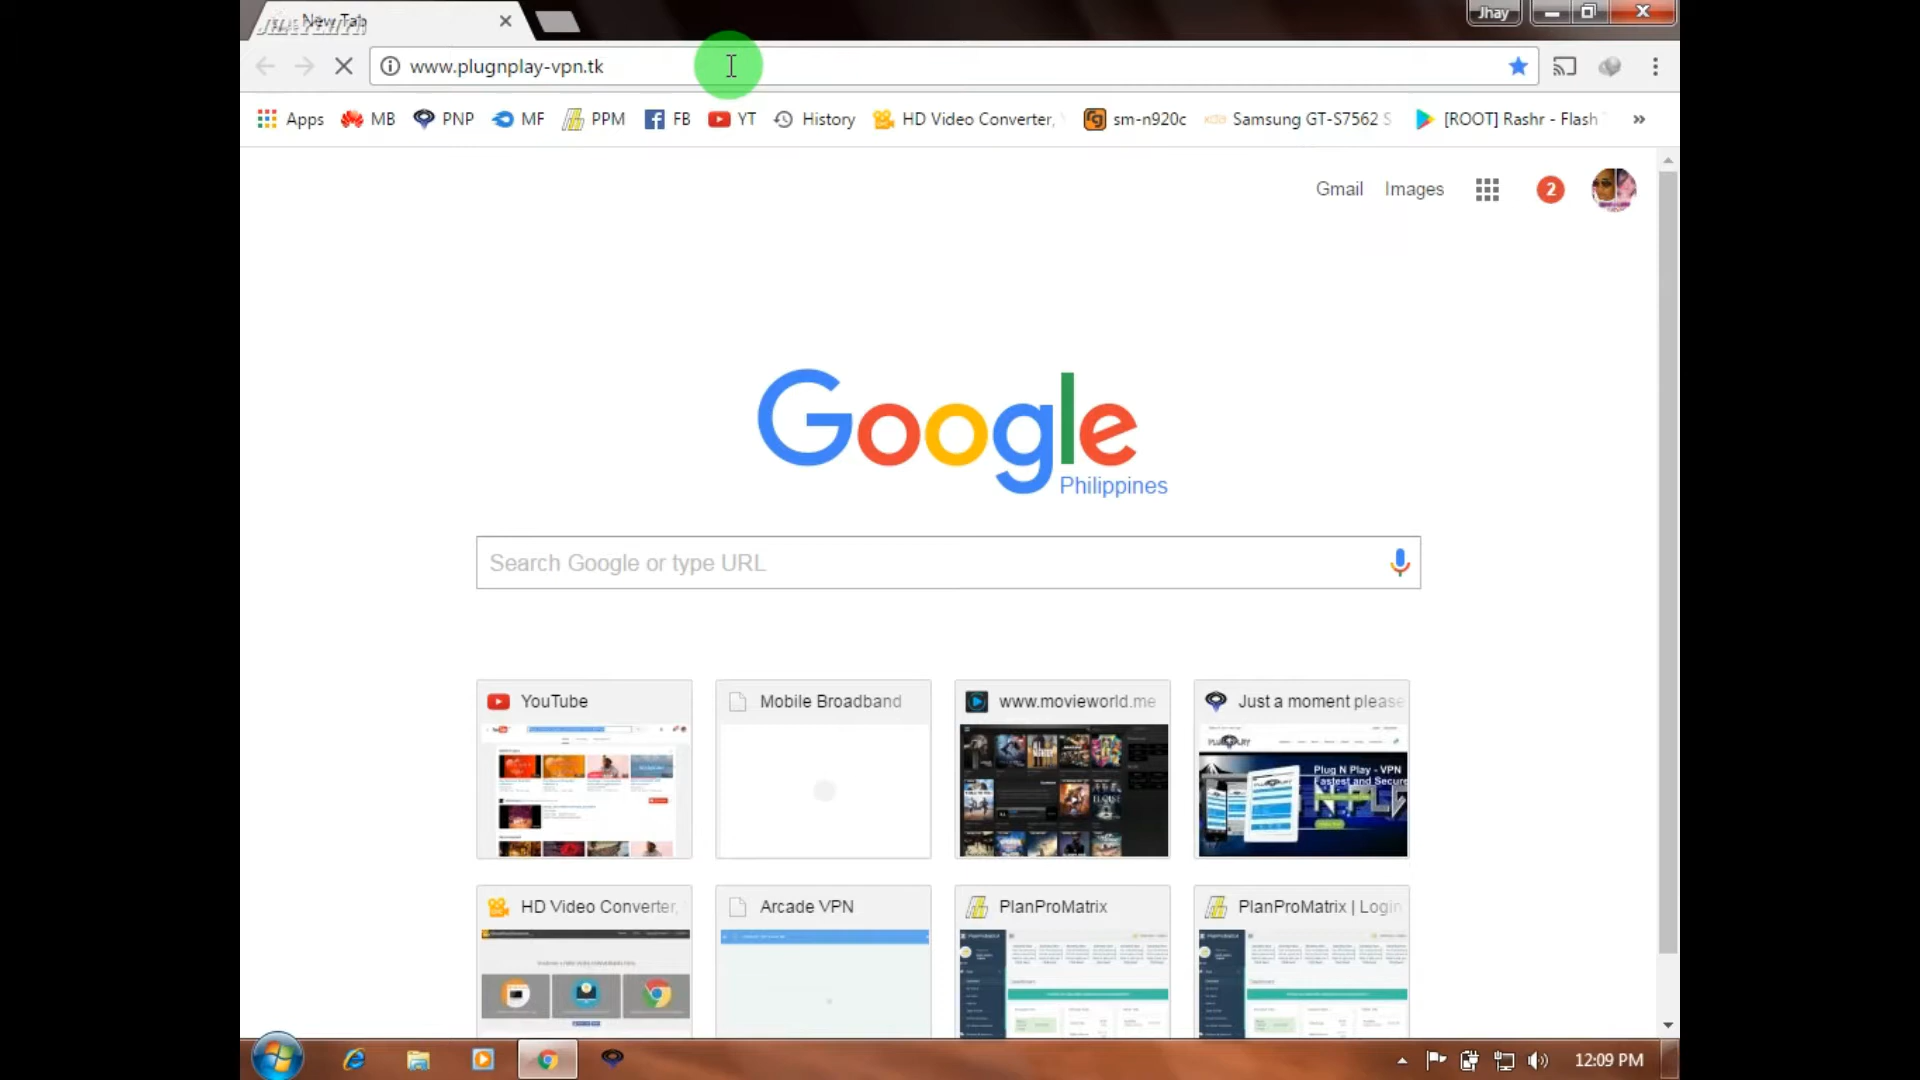 New Tab
Jhay
www.plugnplay-vpn.tk
Apps MB PNP MF PPM FB YT History HD Video Converter, sm-n920c Samsung GT-S7562 S [ROOT] Rashr - Flash
Gmail Images 2
Google
Philippines
Search Google or type URL
YouTube Mobile Broadband www.movieworld.me Just a moment please
Plug N Play - VPN
Fastest and Secure
HD Video Converter, Arcade VPN PlanProMatrix PlanProMatrix | Login
12:09 PM